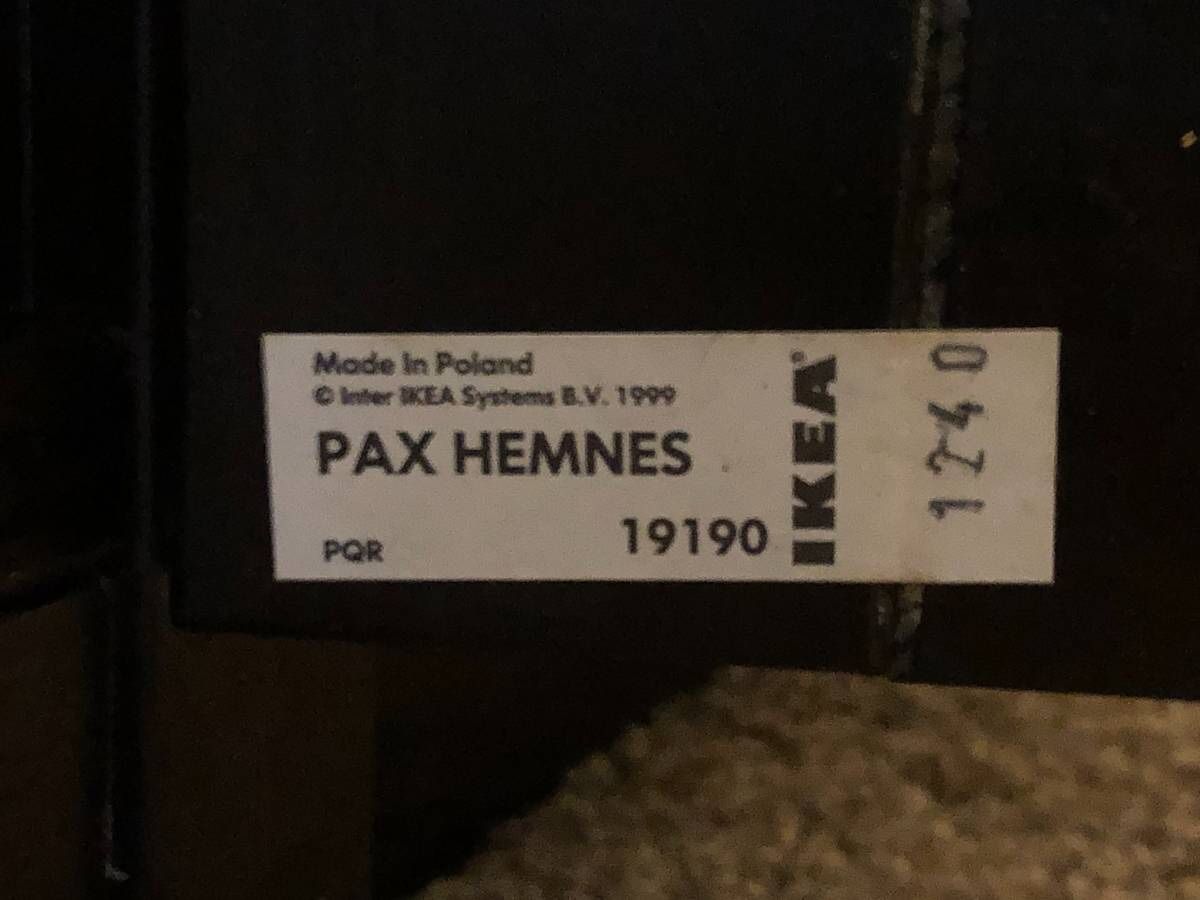 Made In Poland
© Inter IKEA Systems B.V. 1999
PAX HEMNES
PQR
19190
IKEA®
1240